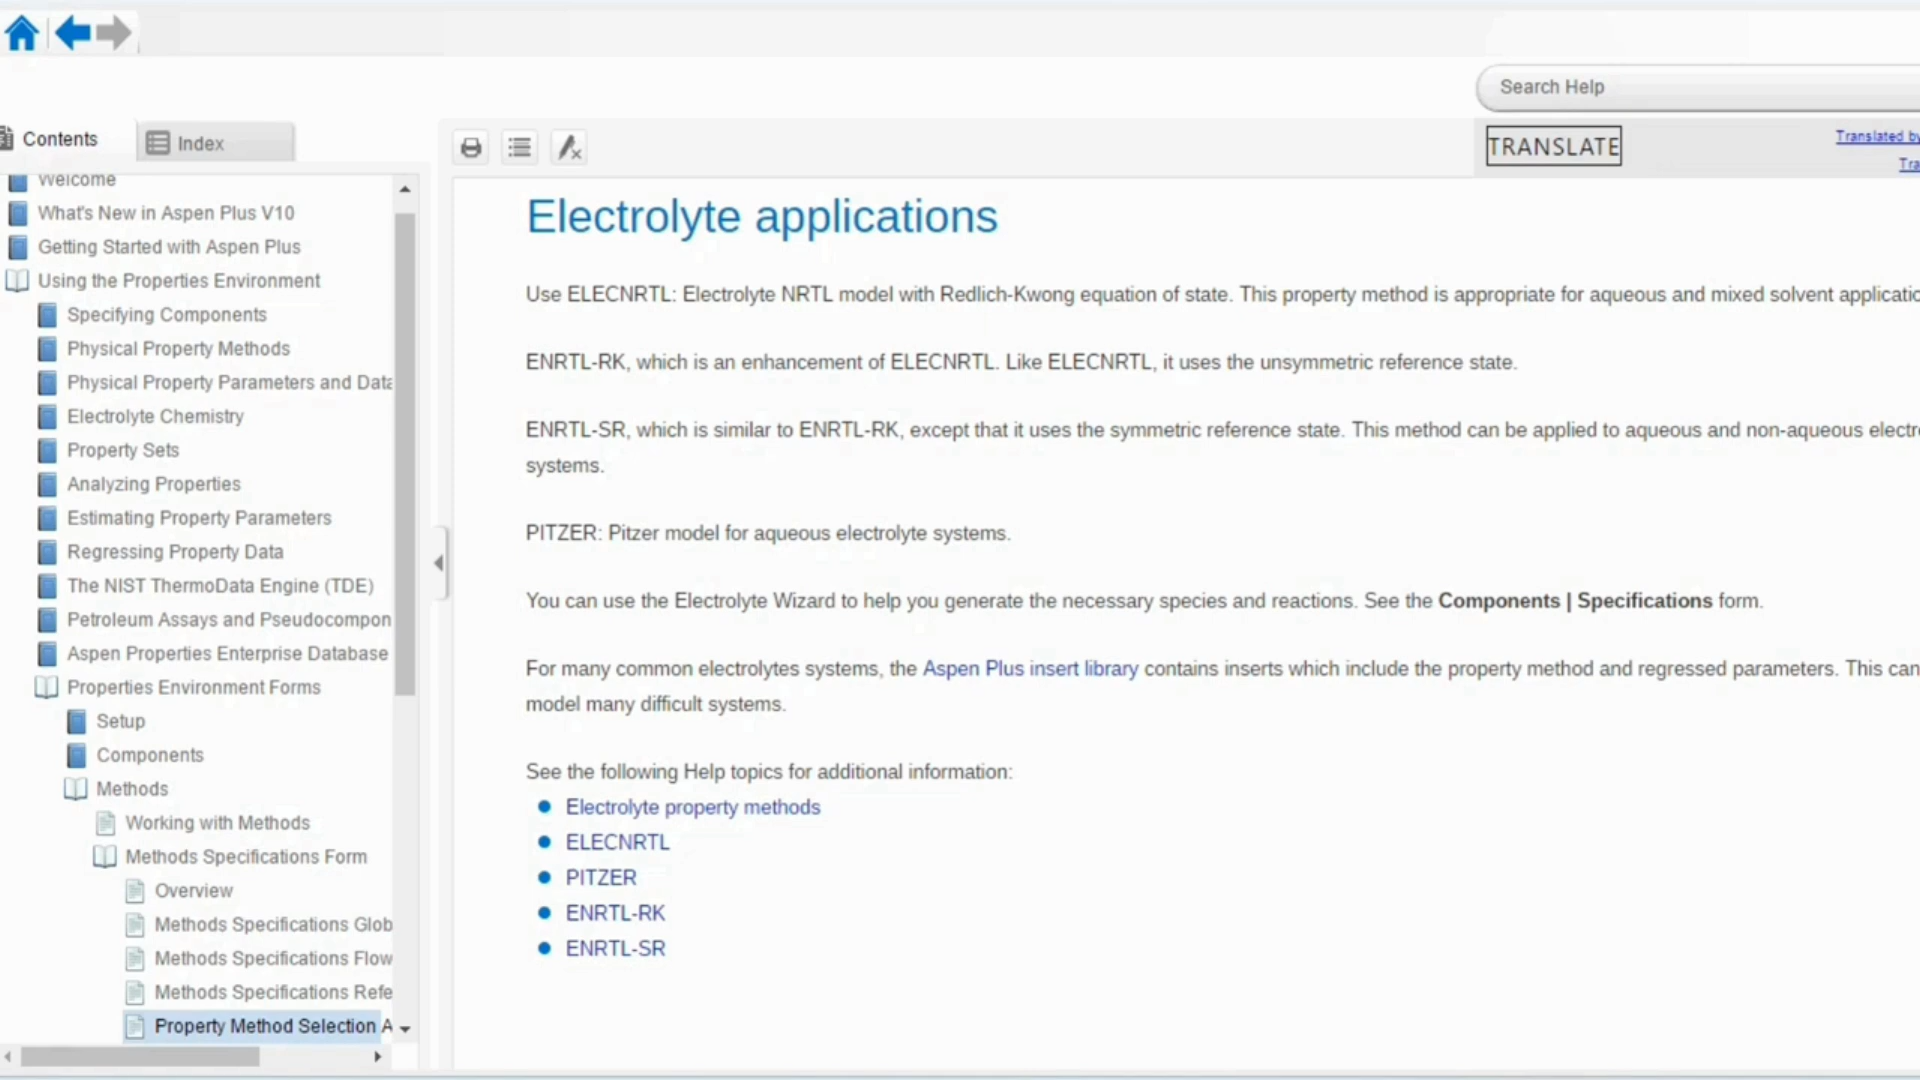 Search Help
Contents
Index
TRANSLATE
Translated by
Welcome
What's New in Aspen Plus V10
Getting Started with Aspen Plus
Using the Properties Environment
Specifying Components
Physical Property Methods
Physical Property Parameters and Data
Electrolyte Chemistry
Property Sets
Analyzing Properties
Estimating Property Parameters
Regressing Property Data
The NIST ThermoData Engine (TDE)
Petroleum Assays and Pseudocompon
Aspen Properties Enterprise Database
Properties Environment Forms
Setup
Components
Methods
Working with Methods
Methods Specifications Form
Overview
Methods Specifications Glob
Methods Specifications Flow
Methods Specifications Refe
Property Method Selection A
Electrolyte applications
Use ELECNRTL: Electrolyte NRTL model with Redlich-Kwong equation of state. This property method is appropriate for aqueous and mixed solvent applicatio
ENRTL-RK, which is an enhancement of ELECNRTL. Like ELECNRTL, it uses the unsymmetric reference state.
ENRTL-SR, which is similar to ENRTL-RK, except that it uses the symmetric reference state. This method can be applied to aqueous and non-aqueous electr
systems.
PITZER: Pitzer model for aqueous electrolyte systems.
You can use the Electrolyte Wizard to help you generate the necessary species and reactions. See the Components | Specifications form.
For many common electrolytes systems, the Aspen Plus insert library contains inserts which include the property method and regressed parameters. This can
model many difficult systems.
See the following Help topics for additional information:
Electrolyte property methods
ELECNRTL
PITZER
ENRTL-RK
ENRTL-SR